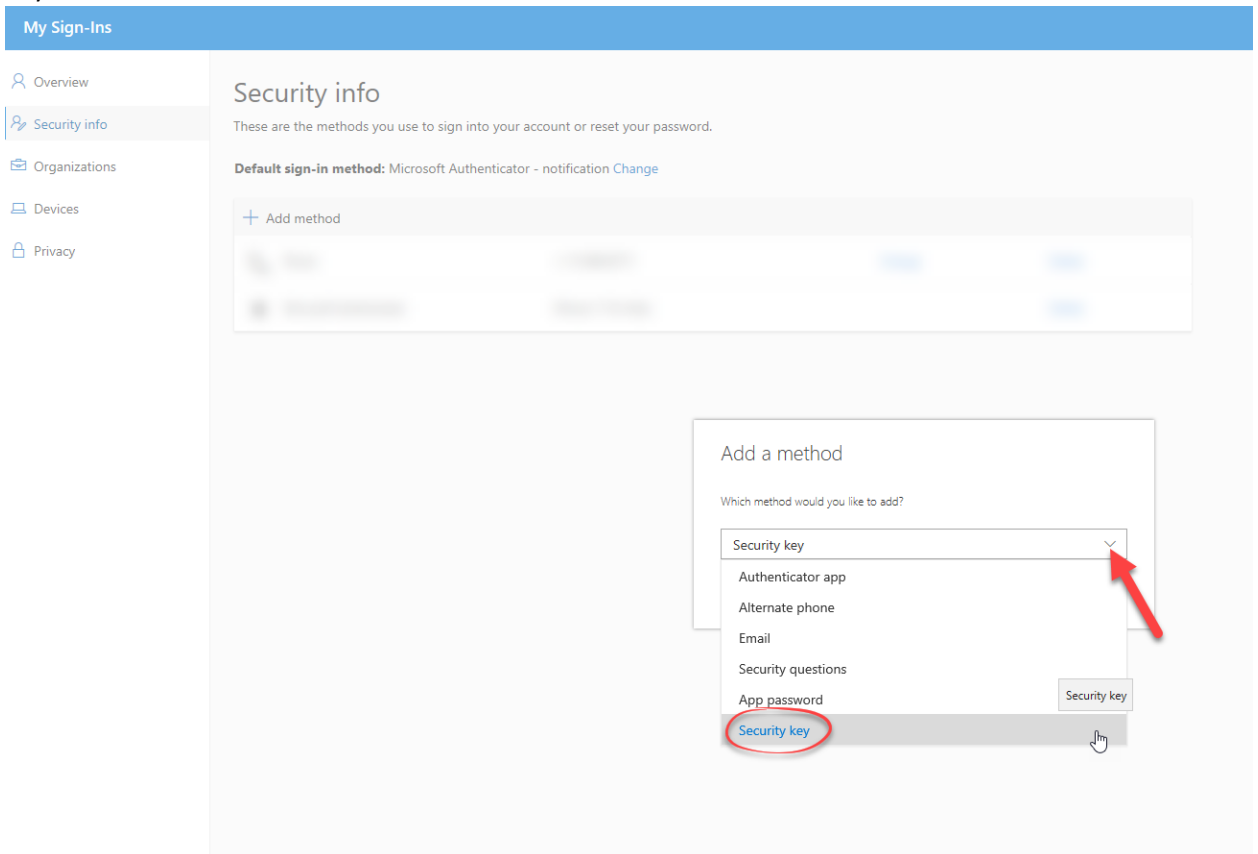 My Sign-Ins
Overview
Security info
Organizations
Devices
Privacy
Security info
These are the methods you use to sign into your account or reset your password.
Default sign-in method: Microsoft Authenticator - notification Change
Add method
Add a method
Which method would you like to add?
Security key
Authenticator app
Alternate phone
Email
Security questions
App password
Security key
Security key